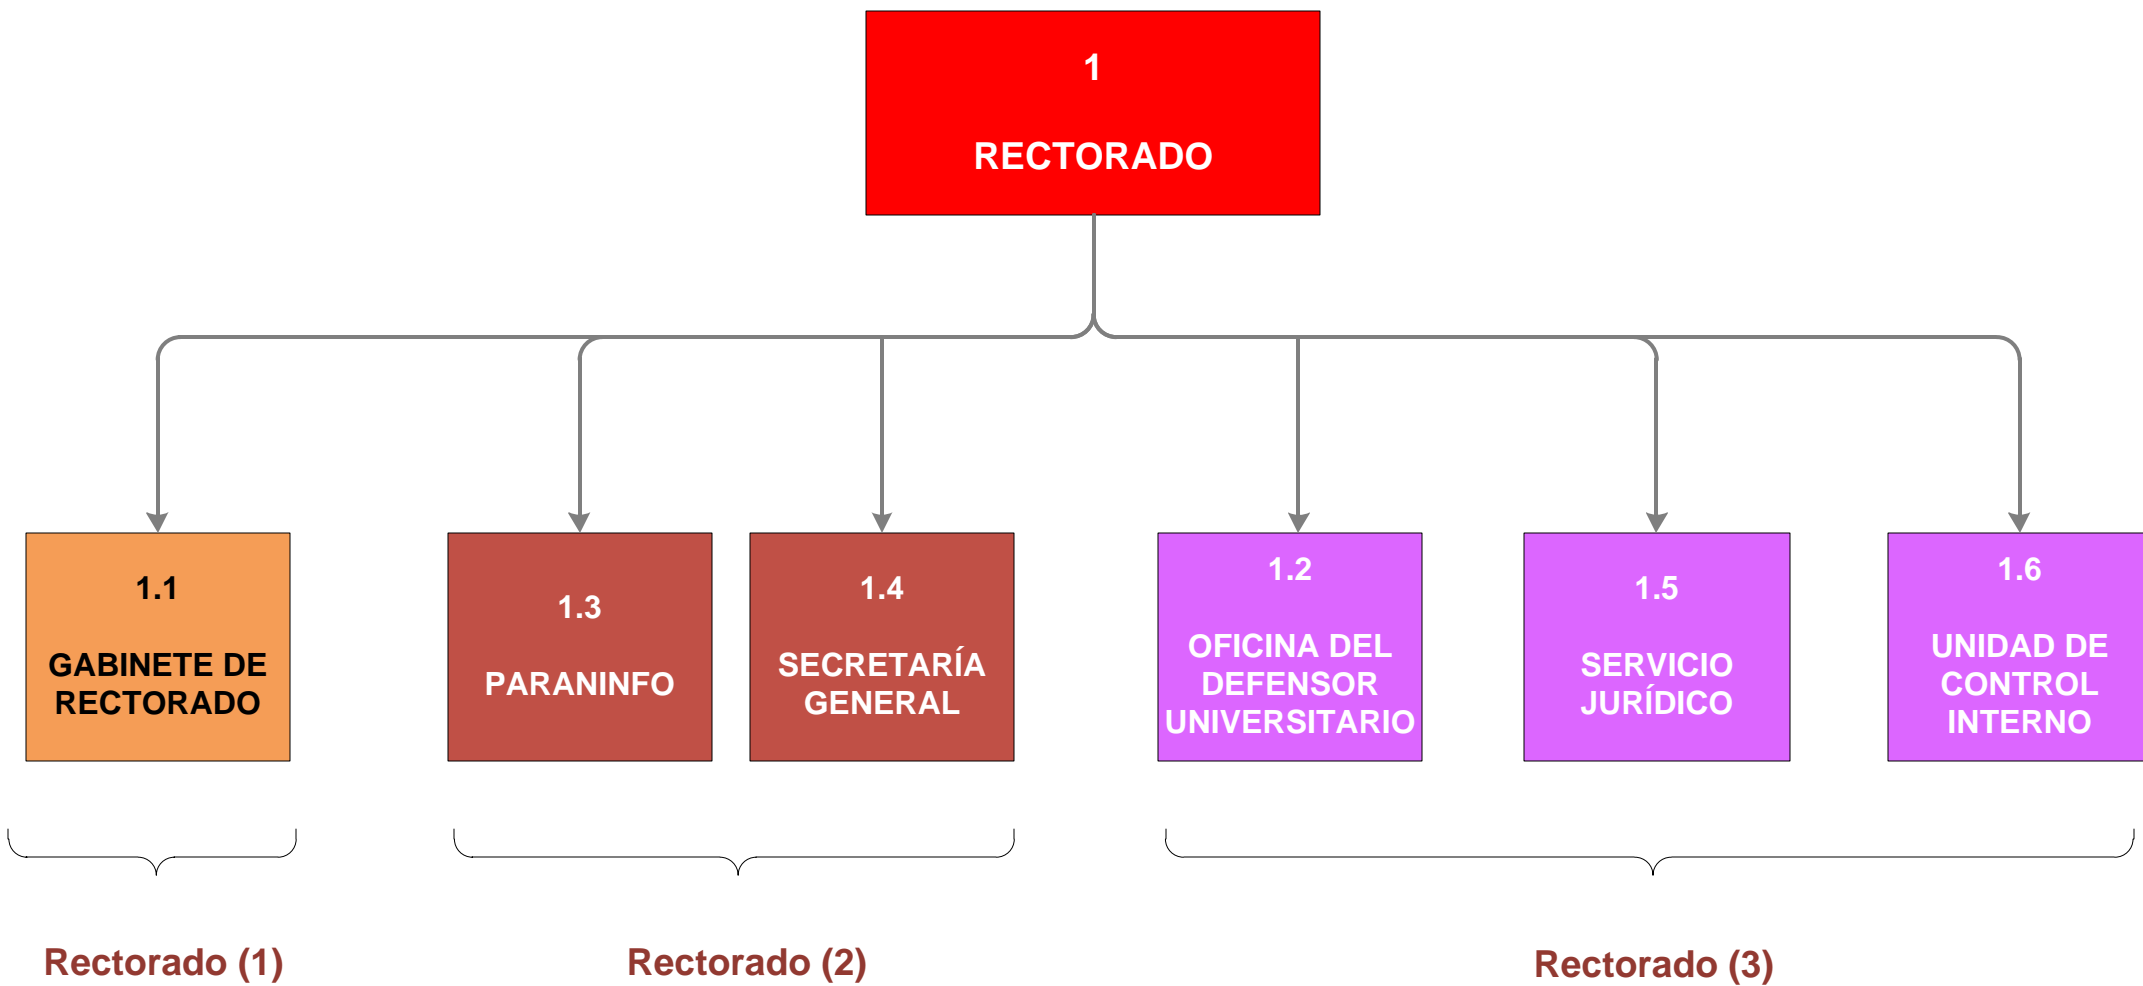 1
RECTORADO
1.1
GABINETE DE
RECTORADO
1.3
PARANINFO
1.4
SECRETARÍA
GENERAL
1.2
OFICINA DEL
DEFENSOR
UNIVERSITARIO
1.5
SERVICIO
JURÍDICO
1.6
UNIDAD DE
CONTROL
INTERNO
Rectorado (1)
Rectorado (2)
Rectorado (3)